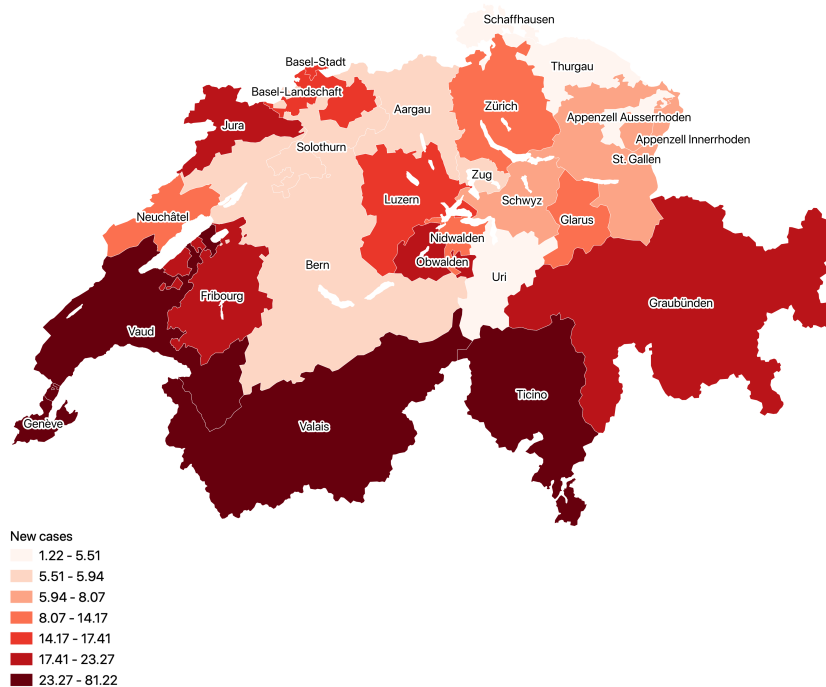 Schaffhausen
Basel-Stadt
Thurgau
Basel-Landschaft
Aargau
Zürich
Appenzell Ausserrhoden
Jura
Appenzell Innerrhoden
Solothurn
St. Gallen
Zug
Luzern
Schwyz
Neuchâtel
Glarus
Nidwalden
Bern
Obwalden
Uri
Fribourg
Graubünden
Vaud
Ticino
Genève
Valais
New cases
1.22 - 5.51
5.51 - 5.94
5.94 - 8.07
8.07 - 14.17
14.17 - 17.41
17.41 - 23.27
23.27 - 81.22